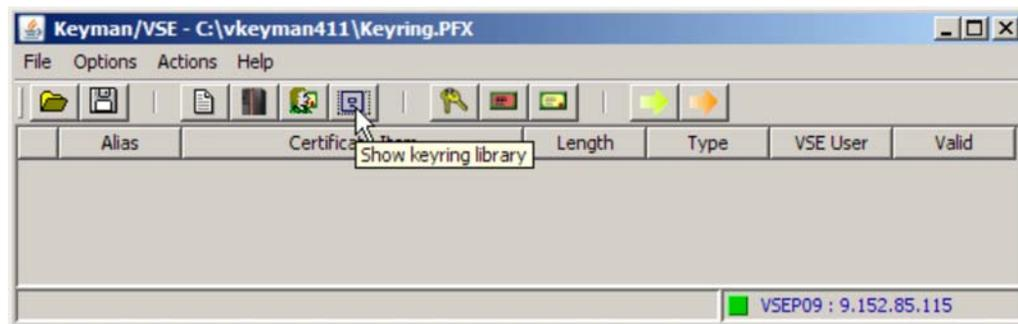 Keyman/VSE - C:\vkeyman411\Keyring.PFX
File Options Actions Help
Alias Certifica Length Type VSE User Valid
Show keyring library
VSEP09 : 9.152.85.115